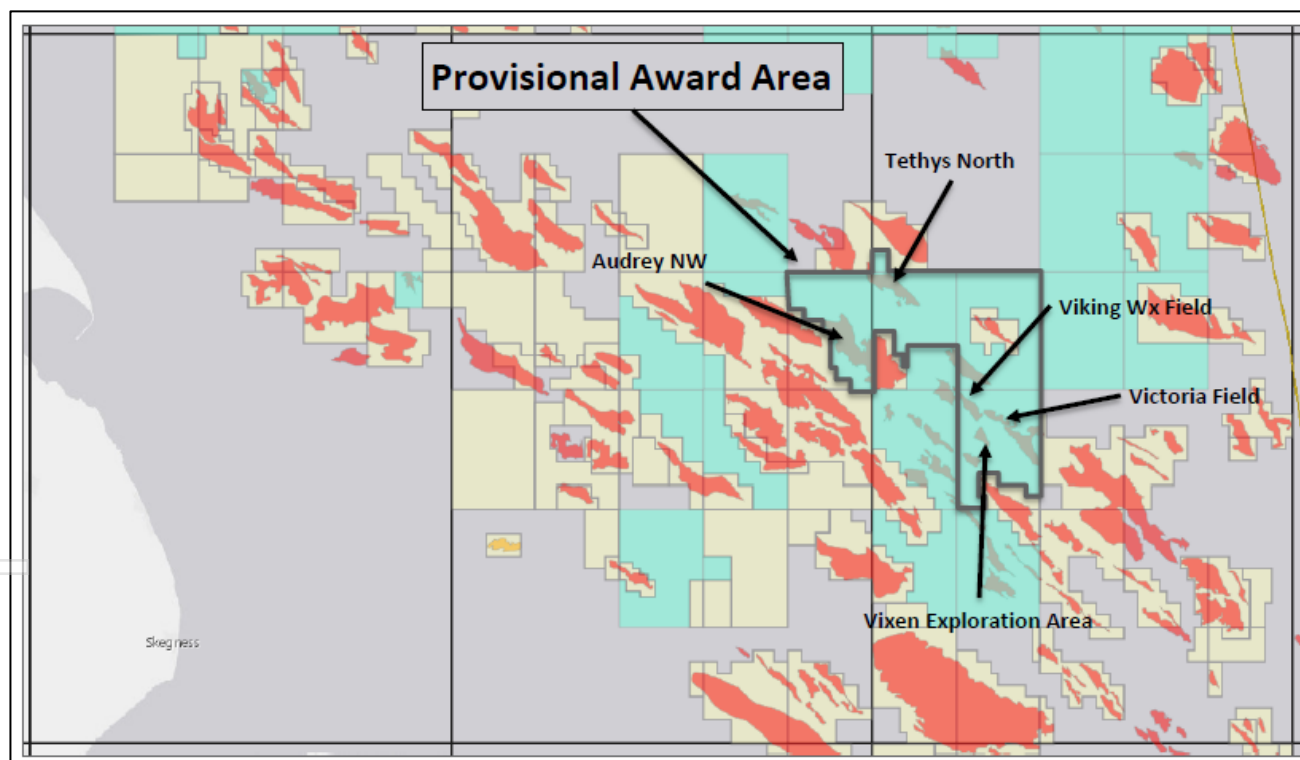 Provisional Award Area
Tethys North
Audrey NW
Viking Wx Field
Victoria Field
Vixen Exploration Area
Skegness